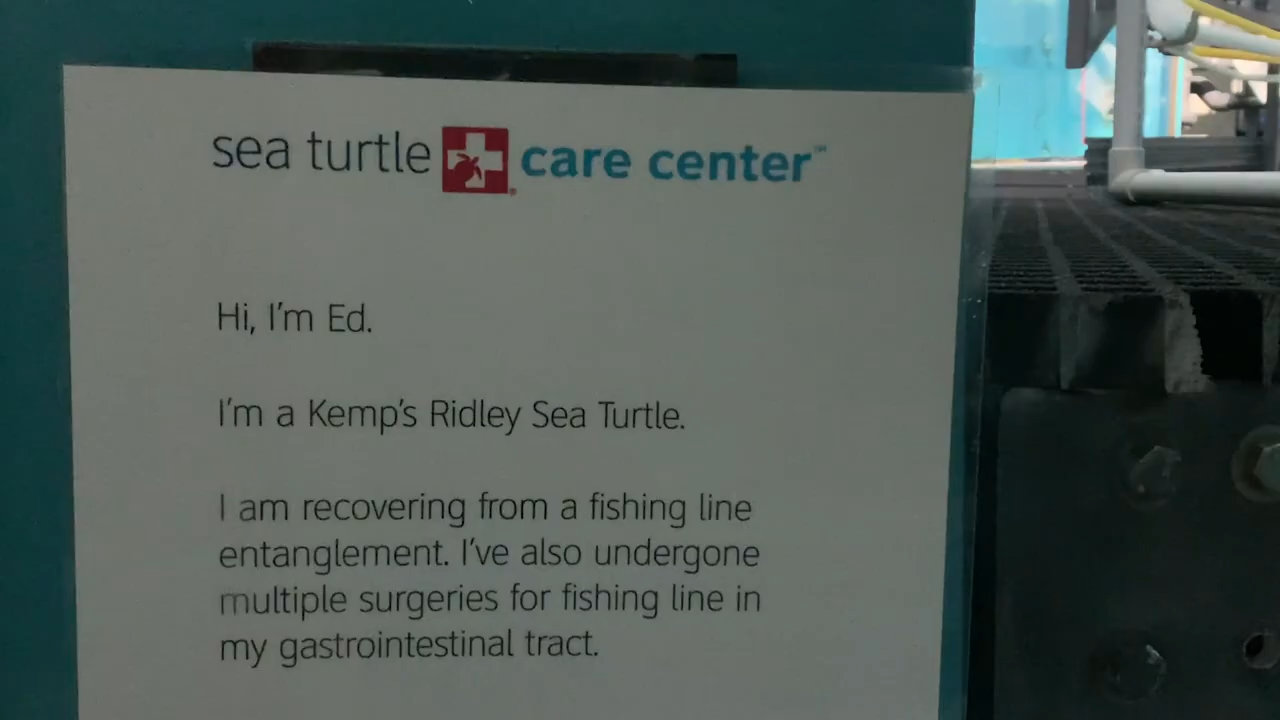 sea turtle care center™
Hi, I'm Ed.
I'm a Kemp's Ridley Sea Turtle.
I am recovering from a fishing line
entanglement. I've also undergone
multiple surgeries for fishing line in
my gastrointestinal tract.